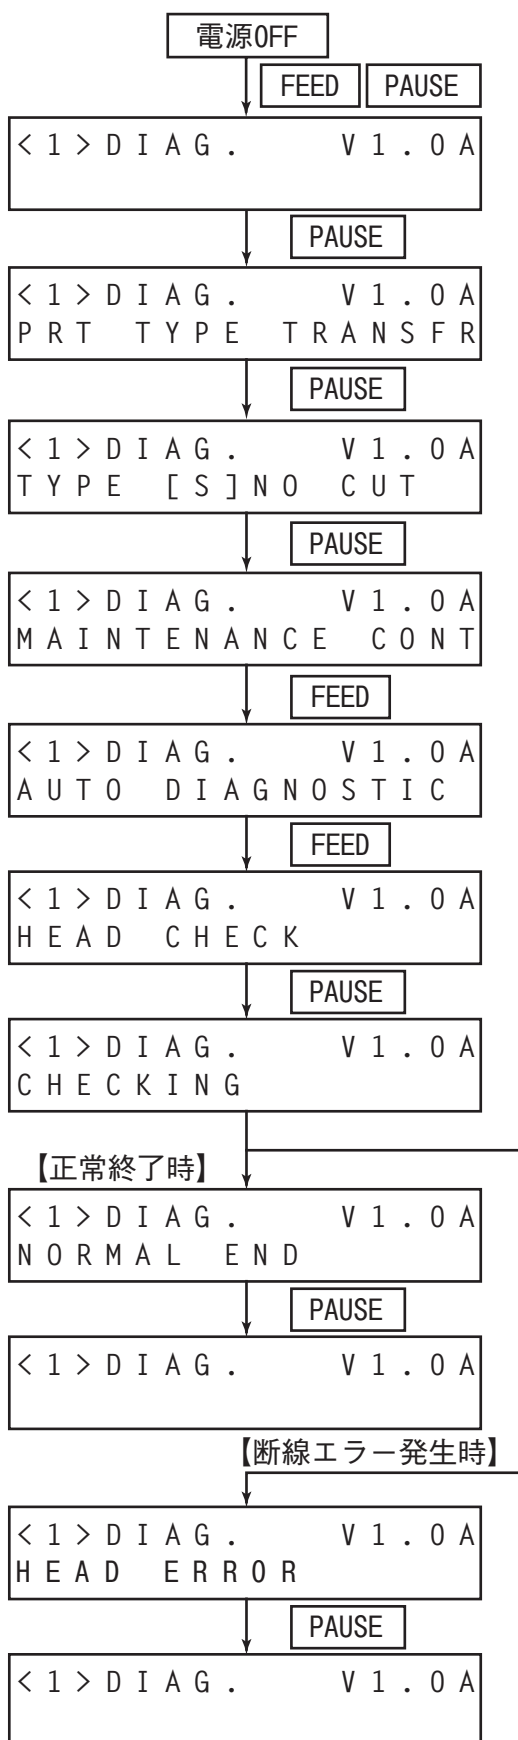 電源OFF
FEED PAUSE
<1>DIAG. V1.0A
PAUSE
<1>DIAG. V1.0A
PRT TYPE TRANSFR
PAUSE
<1>DIAG. V1.0A
TYPE [S]NO CUT
PAUSE
<1>DIAG. V1.0A
MAINTENANCE CONT
FEED
<1>DIAG. V1.0A
AUTO DIAGNOSTIC
FEED
<1>DIAG. V1.0A
HEAD CHECK
PAUSE
<1>DIAG. V1.0A
CHECKING
【正常終了時】
<1>DIAG. V1.0A
NORMAL END
PAUSE
<1>DIAG. V1.0A
【断線エラー発生時】
<1>DIAG. V1.0A
HEAD ERROR
PAUSE
<1>DIAG. V1.0A